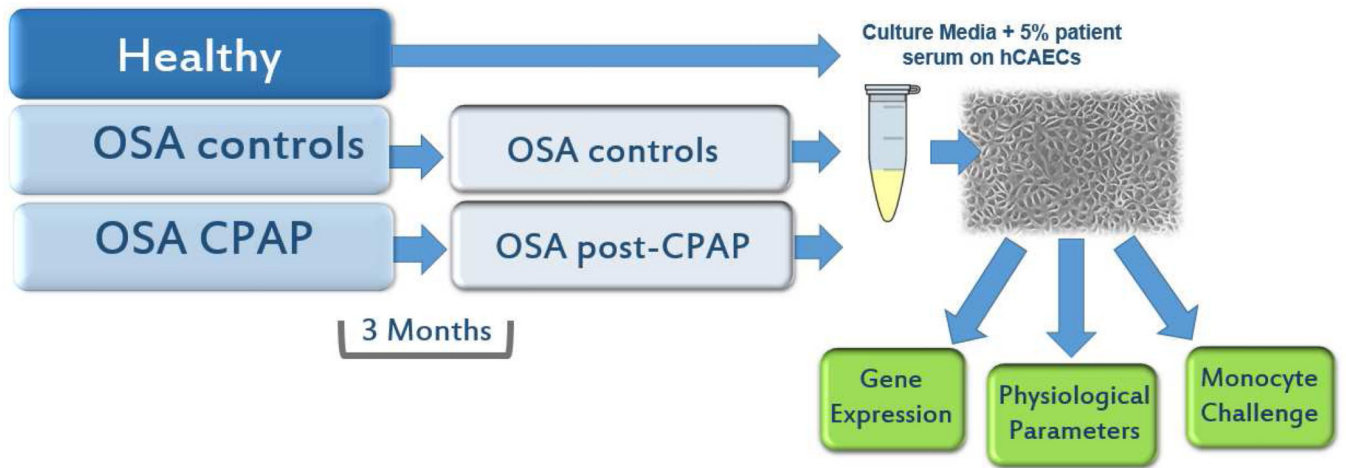 Healthy
Culture Media + 5% patient
serum on hCAECs
OSA controls
OSA controls
OSA CPAP
OSA post-CPAP
3 Months
Gene
Expression
Physiological
Parameters
Monocyte
Challenge